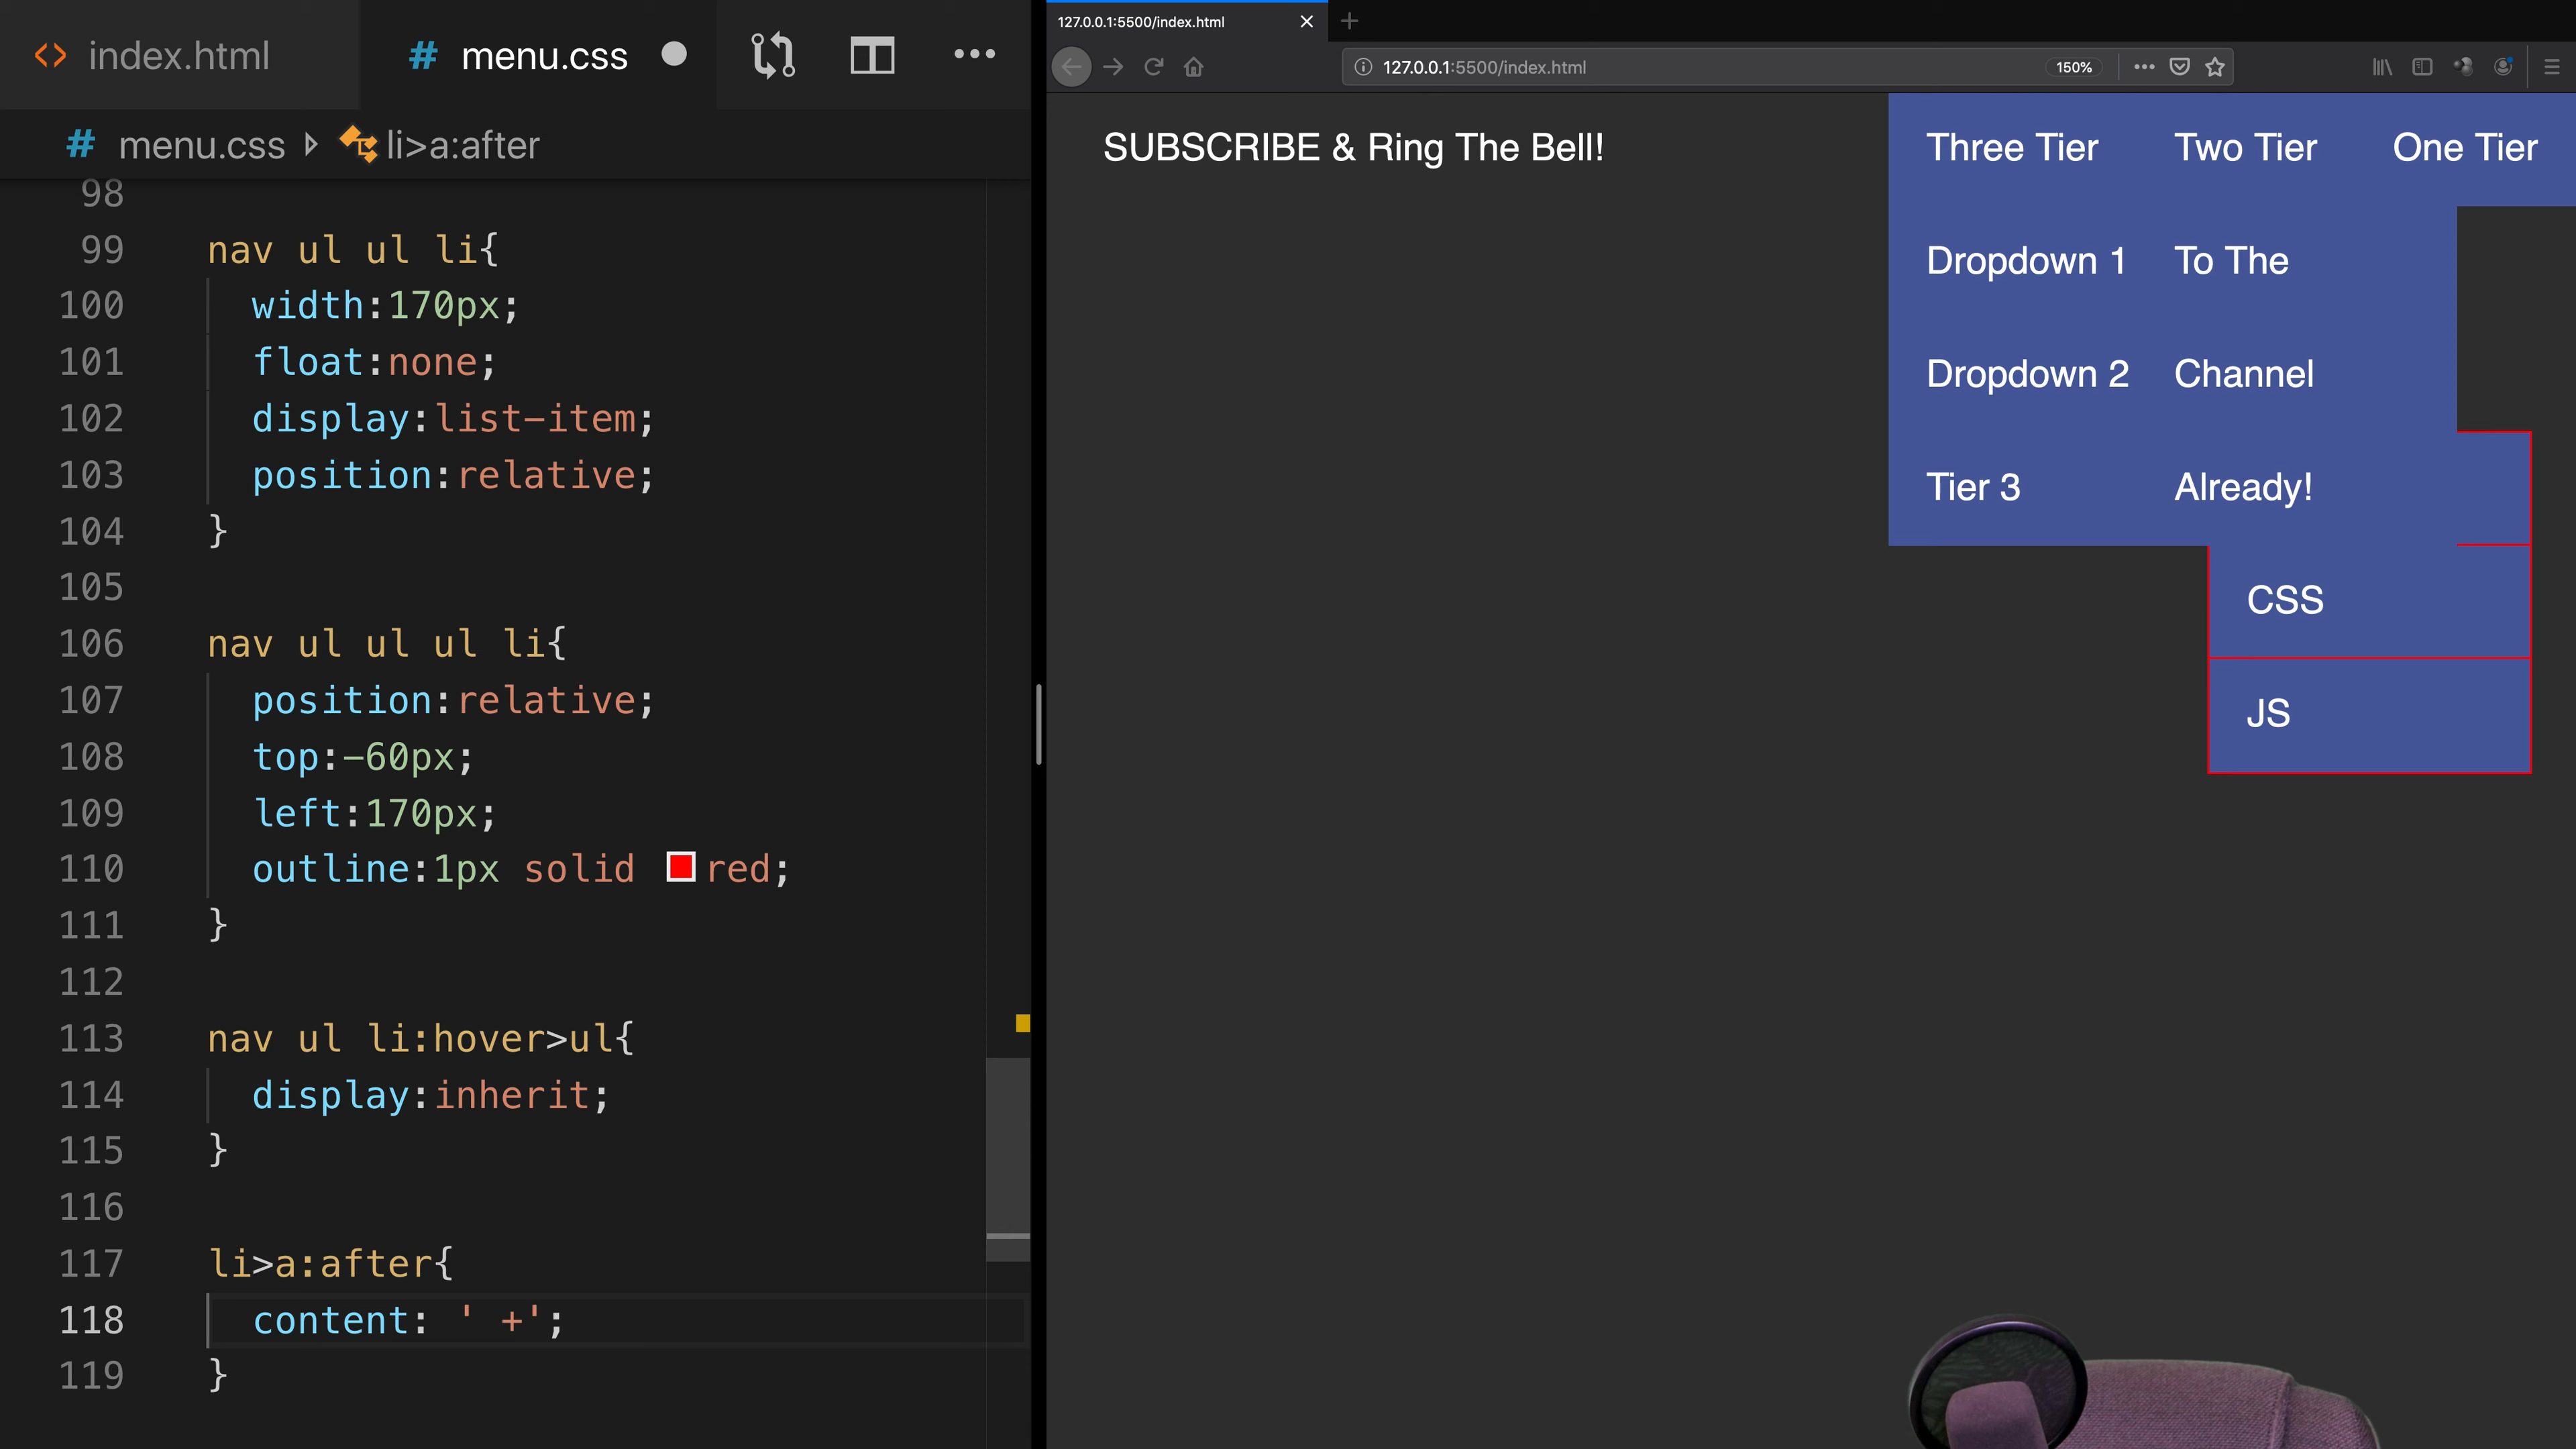 index.html
menu.css
menu.css li>a:after
98
99 nav ul ul li{
100 width:170px;
101 float:none;
102 display:list-item;
103 position:relative;
104 }
105
106 nav ul ul ul li{
107 position:relative;
108 top:-60px;
109 left:170px;
110 outline:1px solid red;
111 }
112
113 nav ul li:hover>ul{
114 display:inherit;
115 }
116
117 li>a:after{
118 content: ' +';
119 }
127.0.0.1:5500/index.html
127.0.0.1:5500/index.html 150%
SUBSCRIBE & Ring The Bell! Three Tier Two Tier One Tier
Dropdown 1 To The
Dropdown 2 Channel
Tier 3 Already!
CSS
JS